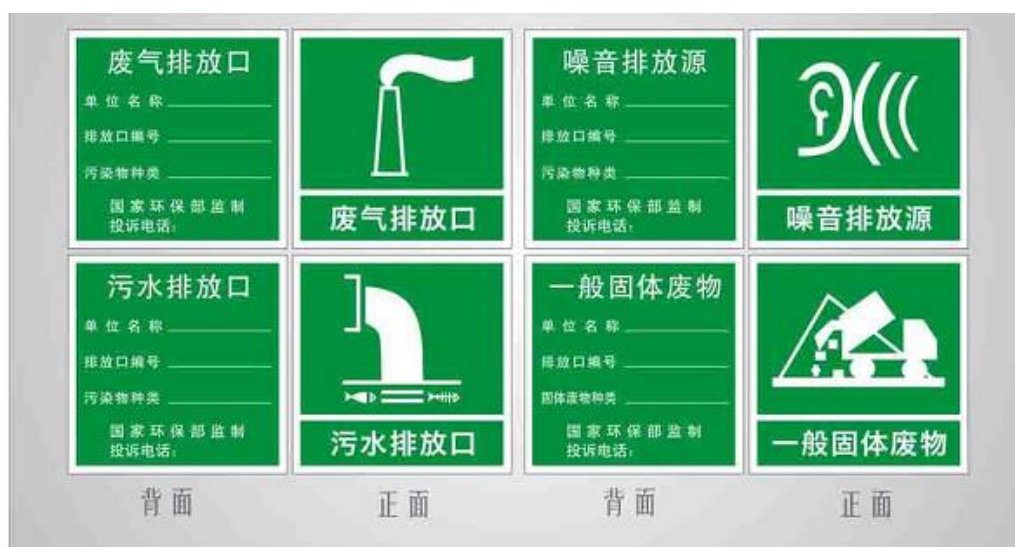 废气排放口
单位名称
排放口编号
污染物种类
国家环保部监制
投诉电话:
废气排放口
噪音排放源
单位名称
排放口编号
污染物种类
国家环保部监制
投诉电话:
噪音排放源
污水排放口
单位名称
排放口编号
污染物种类
国家环保部监制
投诉电话:
污水排放口
一般固体废物
单位名称
排放口编号
固体废物种类
国家环保部监制
投诉电话:
一般固体废物
背面
正面
背面
正面